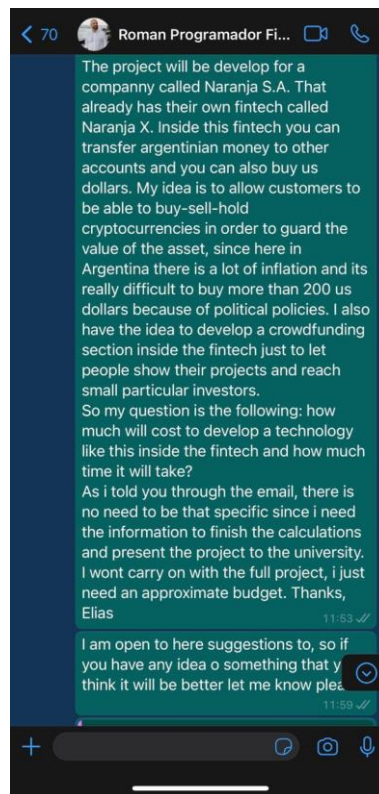 70
Roman Programador Fi...
The project will be develop for a
companny called Naranja S.A. That
already has their own fintech called
Naranja X. Inside this fintech you can
transfer argentinian money to other
accounts and you can also buy us
dollars. My idea is to allow customers to
be able to buy-sell-hold
cryptocurrencies in order to guard the
value of the asset, since here in
Argentina there is a lot of inflation and its
really difficult to buy more than 200 us
dollars because of political policies. I also
have the idea to develop a crowdfunding
section inside the fintech just to let
people show their projects and reach
small particular investors.
So my question is the following: how
much will cost to develop a technology
like this inside the fintech and how much
time it will take?
As i told you through the email, there is
no need to be that specific since i need
the information to finish the calculations
and present the project to the university.
I wont carry on with the full project, i just
need an approximate budget. Thanks,
Elias
11:53
I am open to here suggestions to, so if
you have any idea o something that y
think it will be better let me know plea
11:59